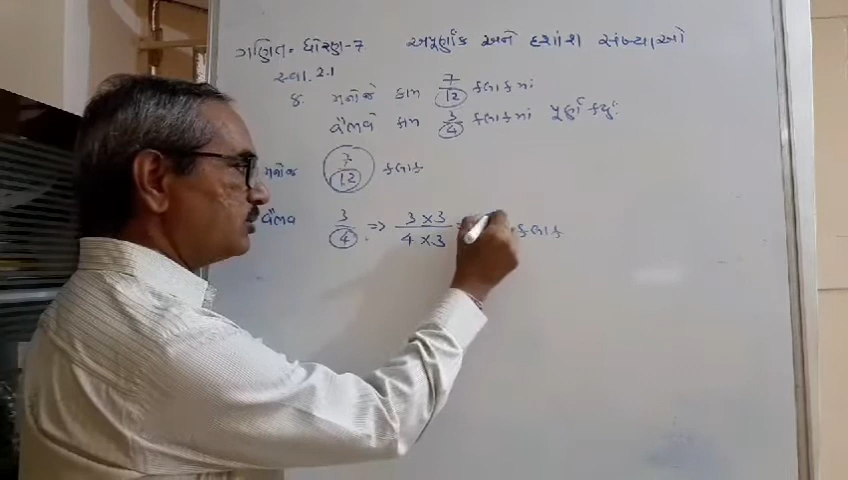 ગણિત - ધોરણ-7 અપૂર્ણાંક અને દશાંશ સંખ્યાઓ
સ્વા. 2.1
૪. મનોજે કામ 7/12 કલાકમાં
વૈભવે કામ 3/4 કલાકમાં પૂર્ણ કર્યું.
મનોજ 7/12 કલાક
વૈભવ 3/4 => 3 x 3 / 4 x 3 = કલાક